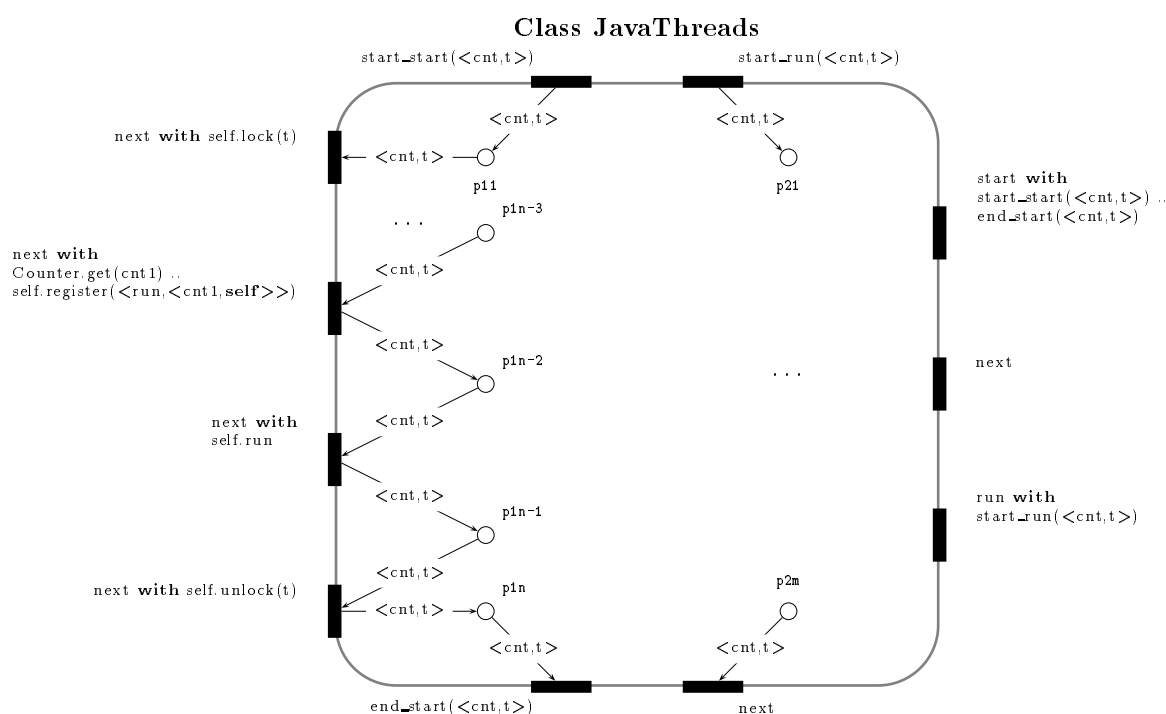 Class JavaThreads
start_start(<cnt,t>)
start_run(<cnt,t>)
<cnt,t>
<cnt,t>
next with self.lock(t)
<cnt,t>
p11
p21
start with
start_start(<cnt,t>) ..
end_start(<cnt,t>)
p1n-3
...
next with
Counter.get(cnt1) ..
self.register(<run,<cnt1,self>>)
<cnt,t>
<cnt,t>
p1n-2
...
next
next with
self.run
<cnt,t>
<cnt,t>
p1n-1
run with
start_run(<cnt,t>)
<cnt,t>
next with self.unlock(t)
p1n
p2m
<cnt,t>
<cnt,t>
<cnt,t>
end_start(<cnt,t>)
next